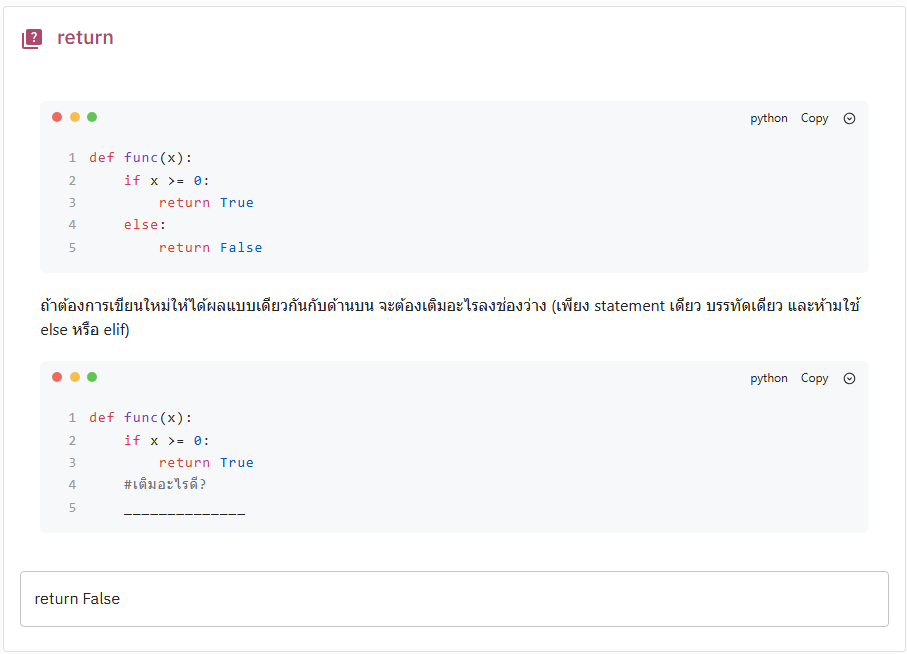 return
python Copy
1 def func(x):
2     if x >= 0:
3         return True
4     else:
5         return False
ถ้าต้องการเขียนใหม่ให้ได้ผลแบบเดียวกันกับด้านบน จะต้องเติมอะไรลงช่องว่าง (เพียง statement เดียว บรรทัดเดียว และห้ามใช้
else หรือ elif)
python Copy
1 def func(x):
2     if x >= 0:
3         return True
4     #เติมอะไรดี?
5     ______________
return False